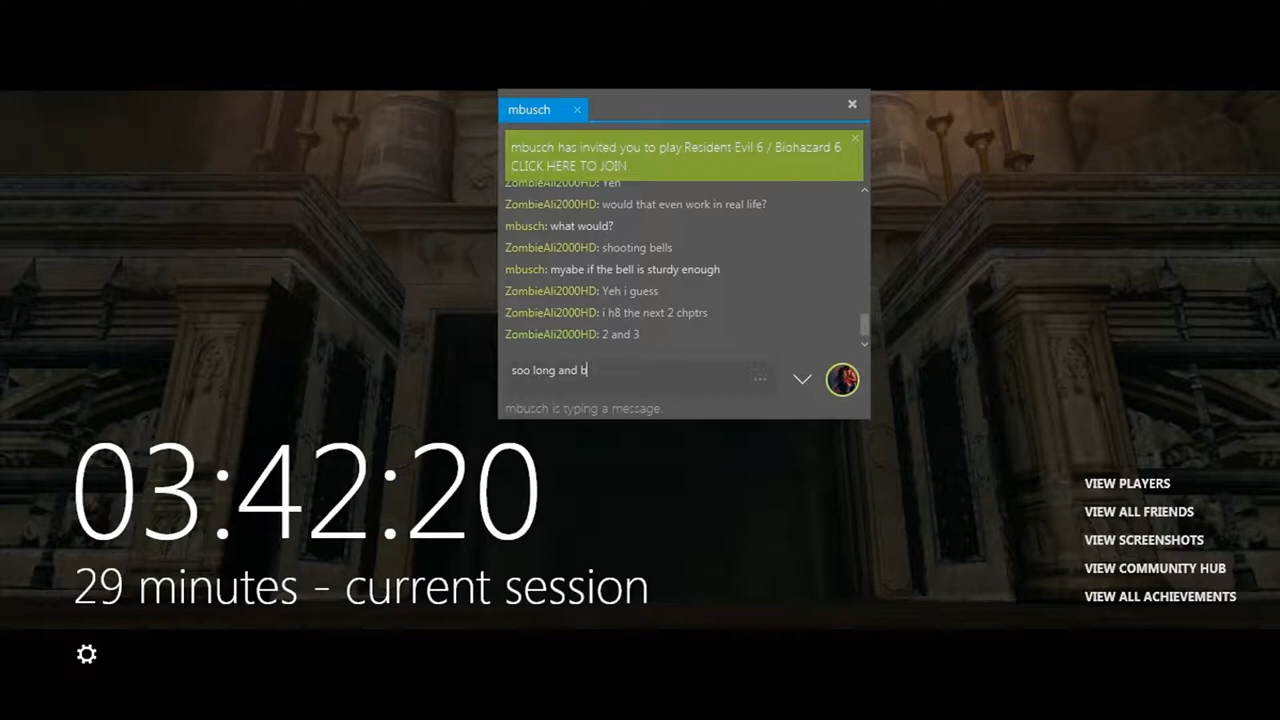 mbusch
mbusch has invited you to play Resident Evil 6 / Biohazard 6
CLICK HERE TO JOIN
ZombieAli2000HD: Yeh
ZombieAli2000HD: would that even work in real life?
mbusch: what would?
ZombieAli2000HD: shooting bells
mbusch: myabe if the bell is sturdy enough
ZombieAli2000HD: Yeh i guess
ZombieAli2000HD: i h8 the next 2 chptrs
ZombieAli2000HD: 2 and 3
soo long and b
mbusch is typing a message.
03:42:20
29 minutes - current session
VIEW PLAYERS
VIEW ALL FRIENDS
VIEW SCREENSHOTS
VIEW COMMUNITY HUB
VIEW ALL ACHIEVEMENTS